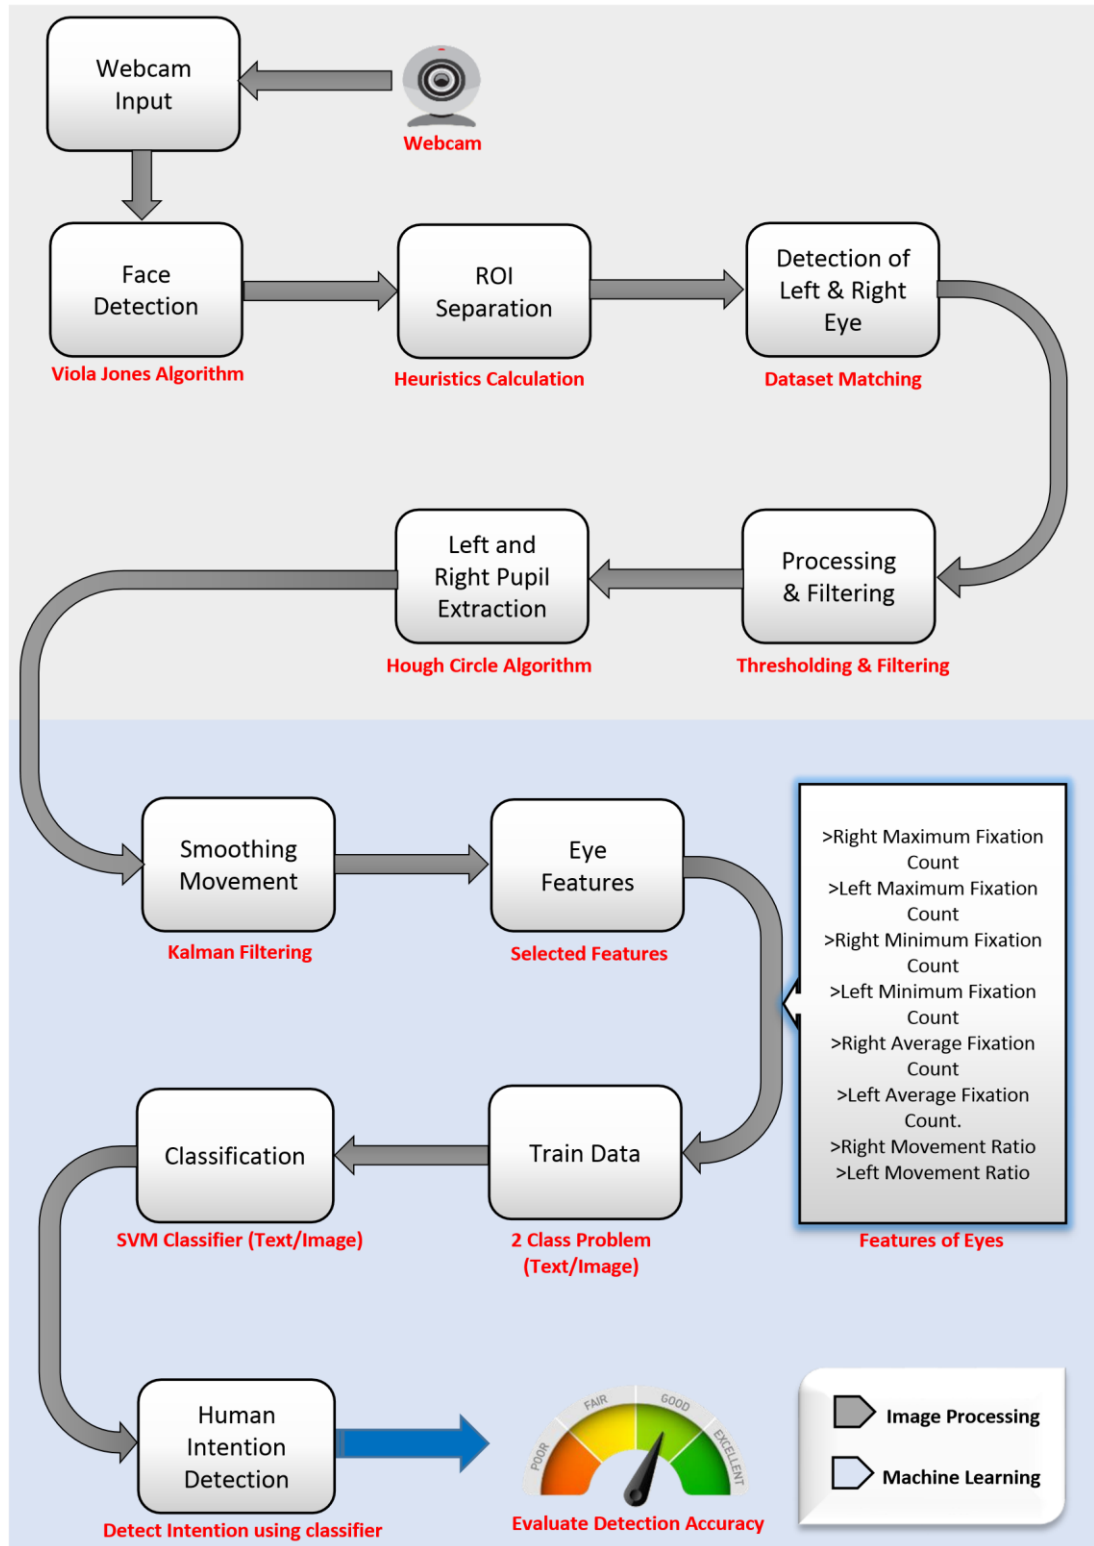 Webcam
Input
Webcam
Face
Detection
Viola Jones Algorithm
ROI
Separation
Heuristics Calculation
Detection of
Left & Right
Eye
Dataset Matching
Processing
& Filtering
Thresholding & Filtering
Left and
Right Pupil
Extraction
Hough Circle Algorithm
Smoothing
Movement
Kalman Filtering
Eye
Features
Selected Features
>Right Maximum Fixation
Count
>Left Maximum Fixation
Count
>Right Minimum Fixation
Count
>Left Minimum Fixation
Count
>Right Average Fixation
Count
>Left Average Fixation
Count.
>Right Movement Ratio
>Left Movement Ratio
Features of Eyes
Train Data
2 Class Problem
(Text/Image)
Classification
SVM Classifier (Text/Image)
Human
Intention
Detection
Detect Intention using classifier
POOR
FAIR
GOOD
EXCELLENT
Evaluate Detection Accuracy
Image Processing
Machine Learning